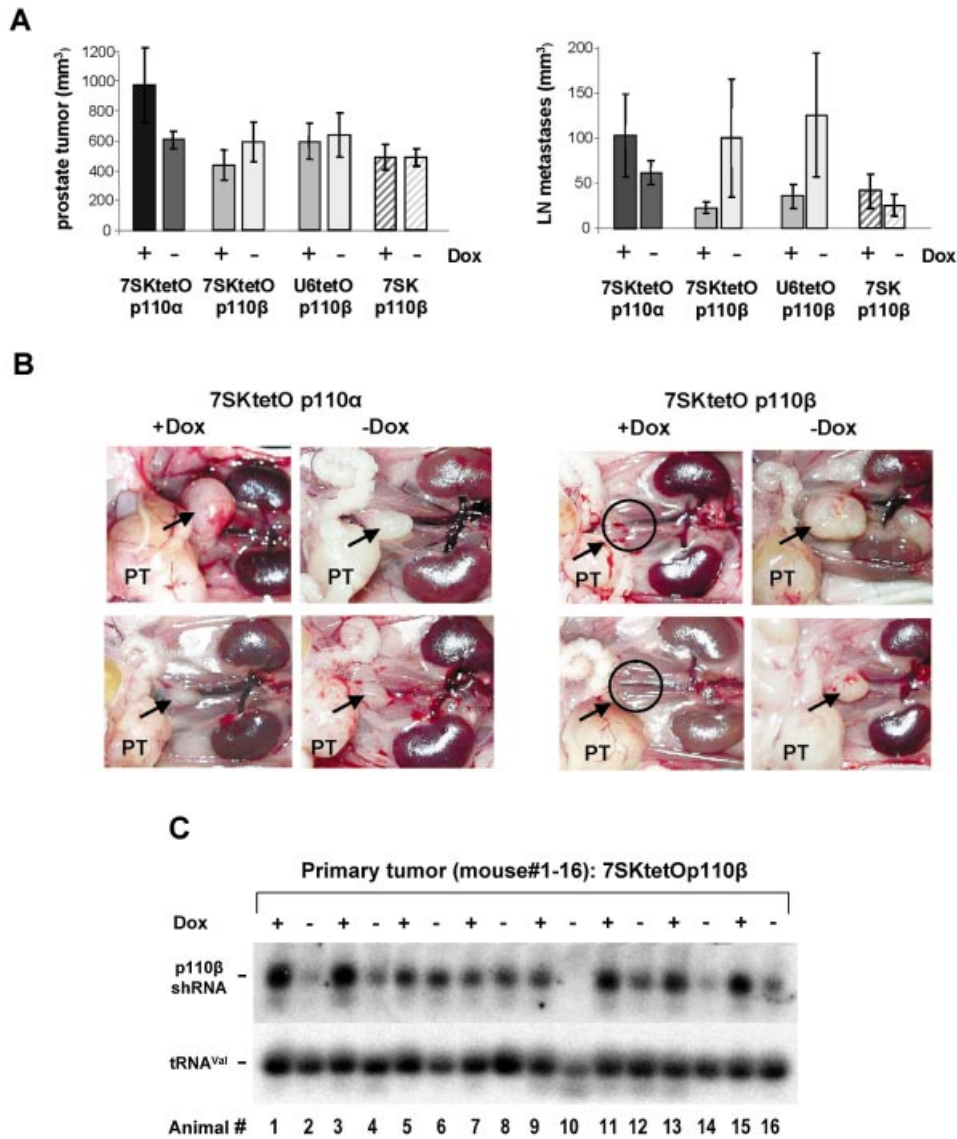 A
prostate tumor (mm³)
1200
1000
800
600
400
200
0
+ - + - + - + - Dox
7SKtetO p110α
7SKtetO p110β
U6tetO p110β
7SK p110β
LN metastases (mm³)
200
150
100
50
0
+ - + - + - + - Dox
7SKtetO p110α
7SKtetO p110β
U6tetO p110β
7SK p110β
B
7SKtetO p110α
+Dox -Dox
PT PT
PT PT
7SKtetO p110β
+Dox -Dox
PT PT
PT PT
C
Primary tumor (mouse#1-16): 7SKtetOp110β
Dox + - + - + - + - + + - + - + -
p110β -
shRNA
tRNAVal -
Animal # 1 2 3 4 5 6 7 8 9 10 11 12 13 14 15 16